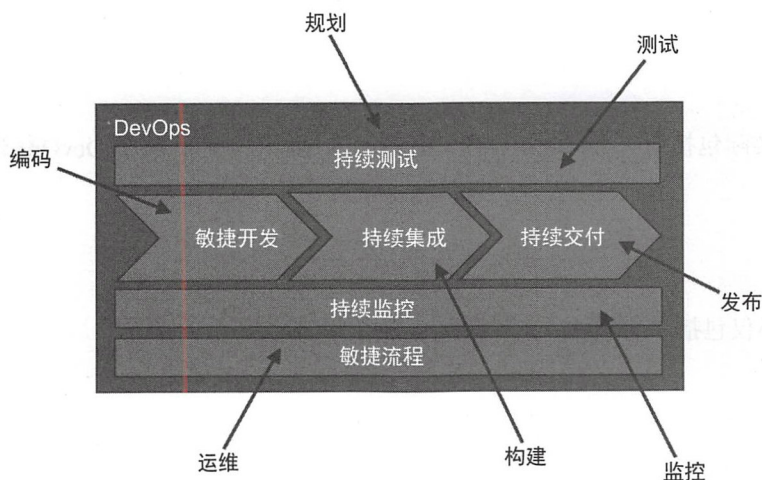 规划
测试
DevOps
持续测试
编码
敏捷开发
持续集成
持续交付
发布
持续监控
敏捷流程
运维
构建
监控